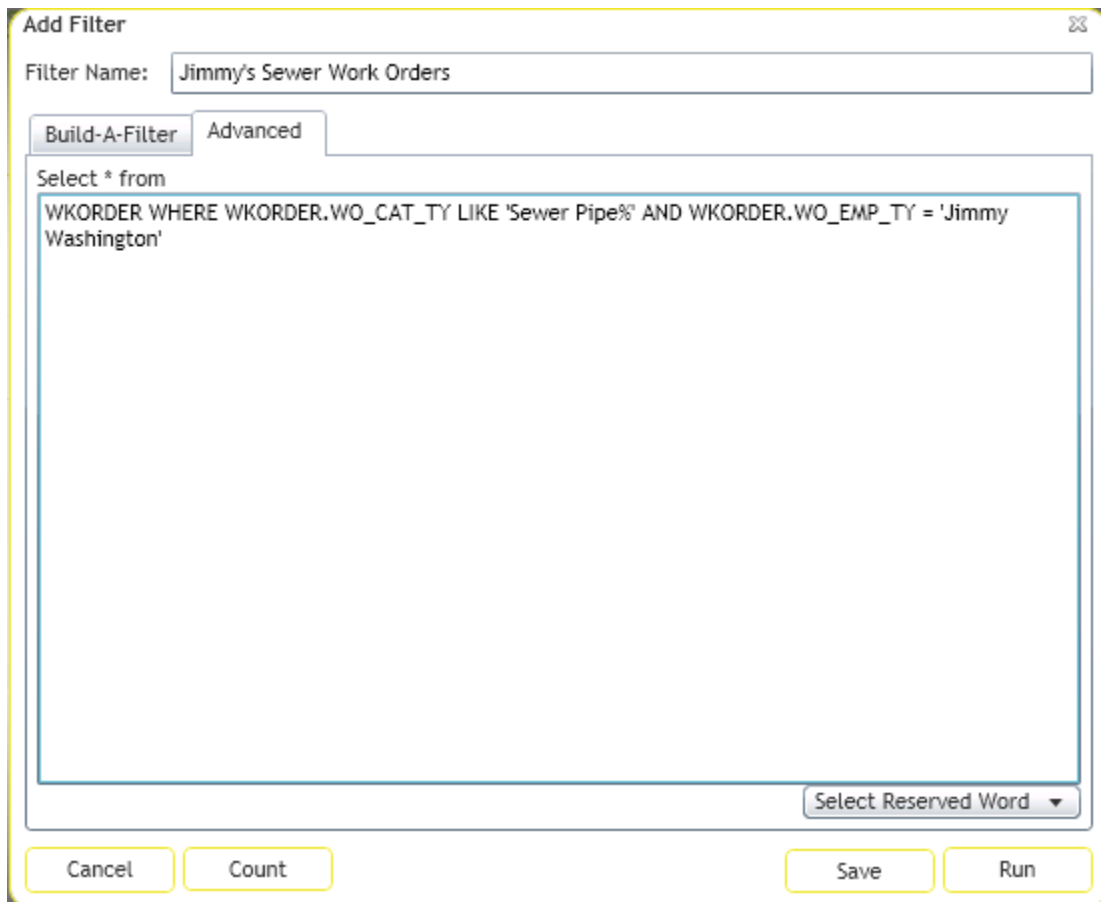 Add Filter
Filter Name: Jimmy's Sewer Work Orders
Build-A-Filter Advanced
Select * from
WKORDER WHERE WKORDER.WO_CAT_TY LIKE 'Sewer Pipe%' AND WKORDER.WO_EMP_TY = 'Jimmy
Washington'
Select Reserved Word
Cancel Count Save Run